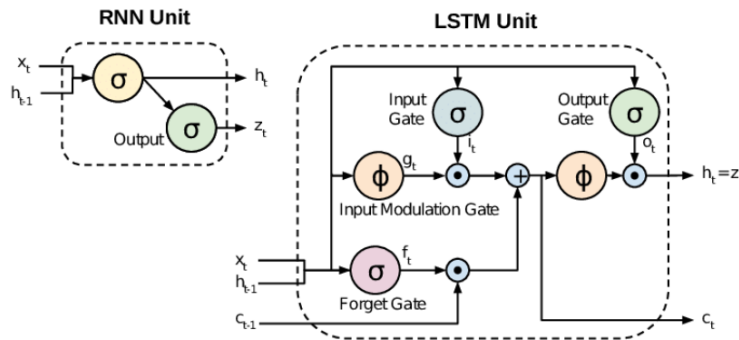 RNN Unit
xₜ
hₜ₋₁
σ
hₜ
Output
σ
zₜ
LSTM Unit
Input
Gate
σ
iₜ
Output
Gate
σ
oₜ
ϕ
gₜ
+
ϕ
hₜ=z
Input Modulation Gate
xₜ
hₜ₋₁
σ
fₜ
Forget Gate
cₜ₋₁
cₜ